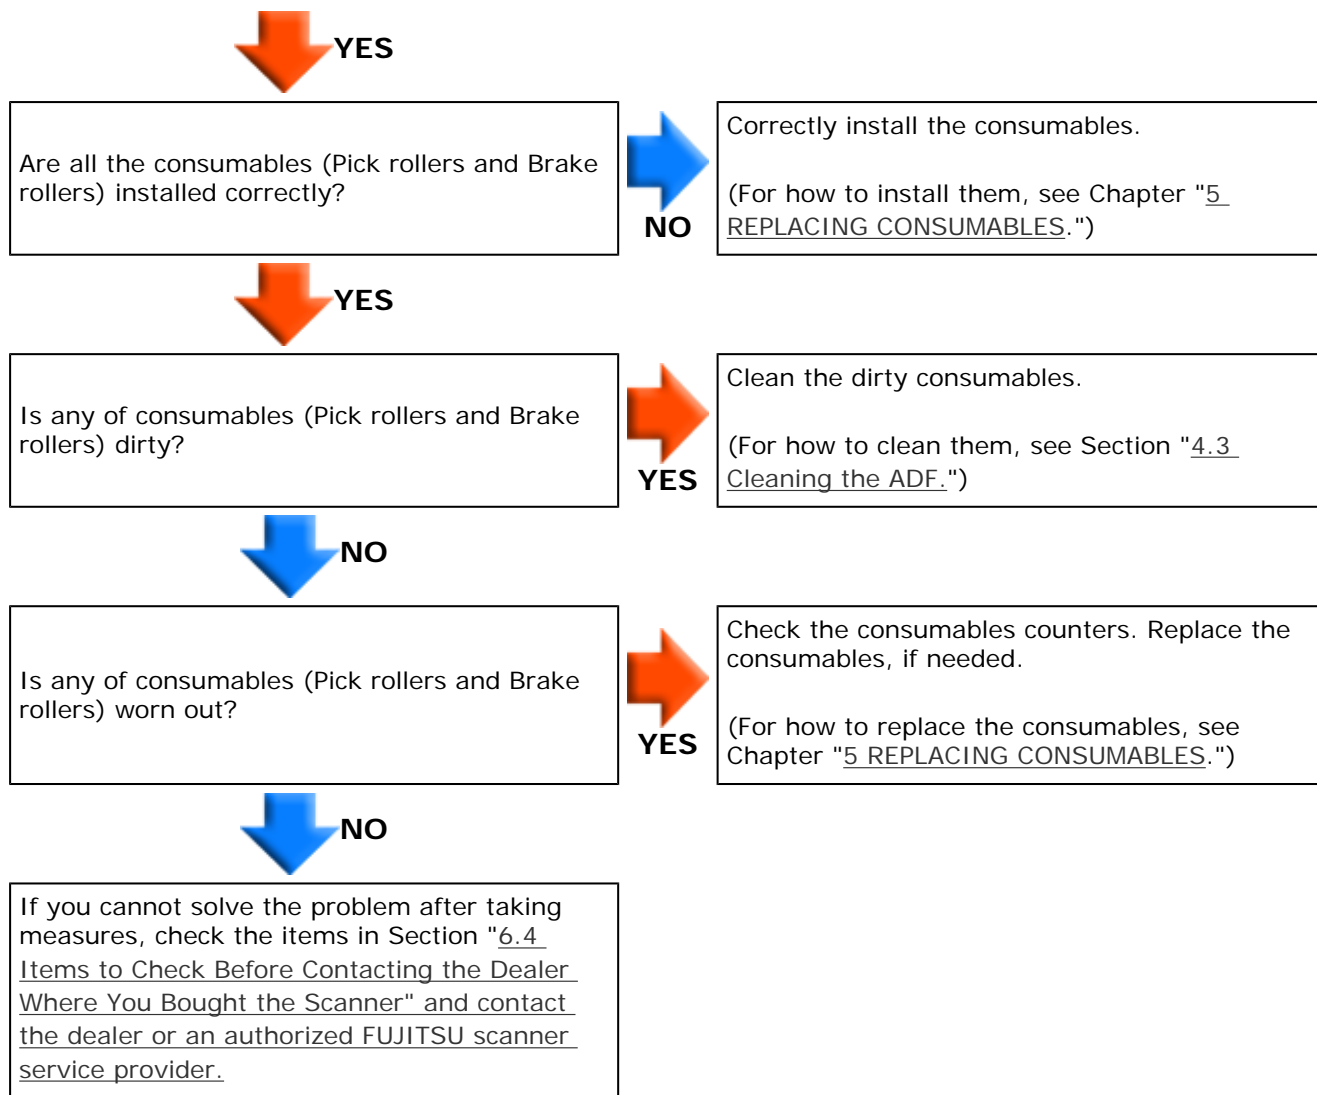 YES
Are all the consumables (Pick rollers and Brake
rollers) installed correctly?
NO
Correctly install the consumables.
(For how to install them, see Chapter "5
REPLACING CONSUMABLES.")
YES
Is any of consumables (Pick rollers and Brake
rollers) dirty?
YES
Clean the dirty consumables.
(For how to clean them, see Section "4.3
Cleaning the ADF.")
NO
Is any of consumables (Pick rollers and Brake
rollers) worn out?
YES
Check the consumables counters. Replace the
consumables, if needed.
(For how to replace the consumables, see
Chapter "5 REPLACING CONSUMABLES.")
NO
If you cannot solve the problem after taking
measures, check the items in Section "6.4
Items to Check Before Contacting the Dealer
Where You Bought the Scanner" and contact
the dealer or an authorized FUJITSU scanner
service provider.